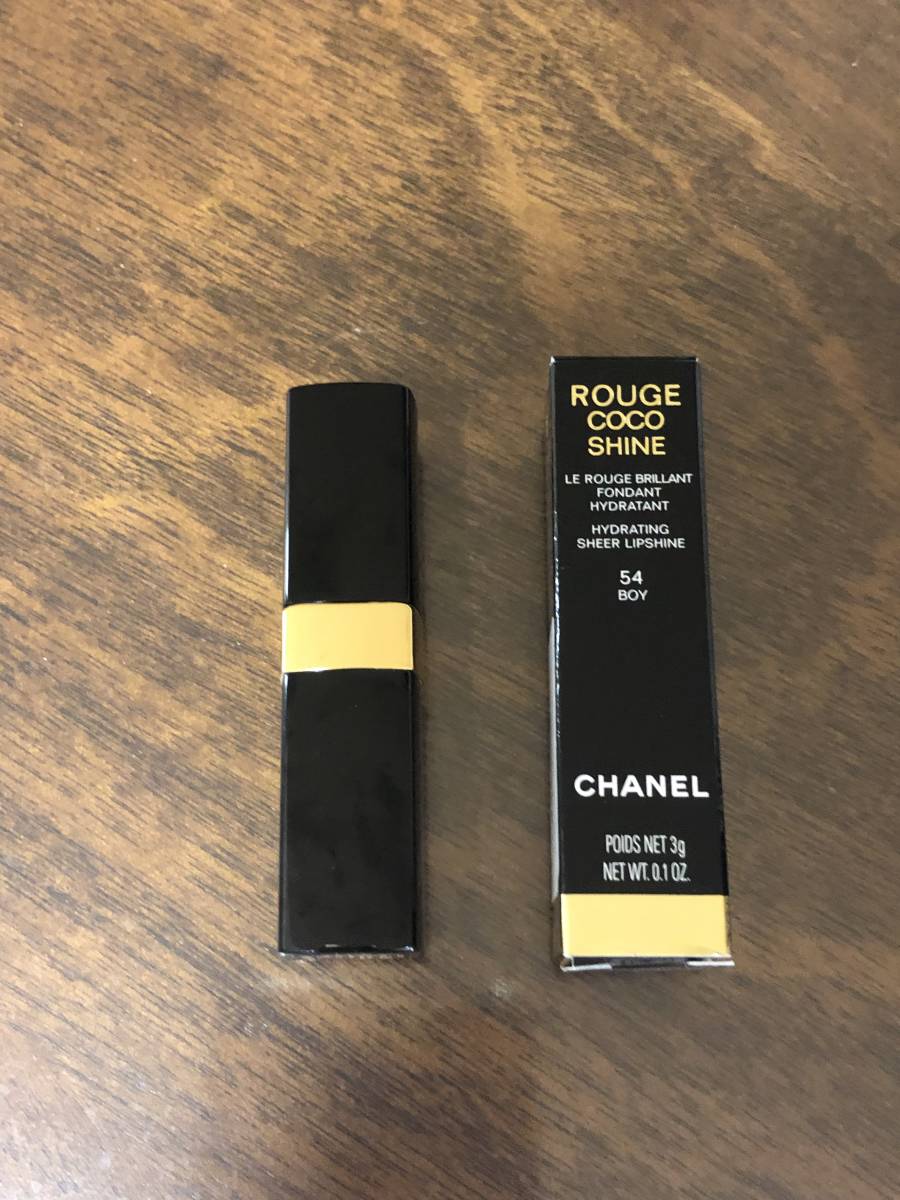 ROUGE
COCO
SHINE
LE ROUGE BRILLANT
FONDANT
HYDRATANT
HYDRATING
SHEER LIPSHINE
54
BOY
CHANEL
POIDS NET 3g
NET WT. 0.1 OZ.